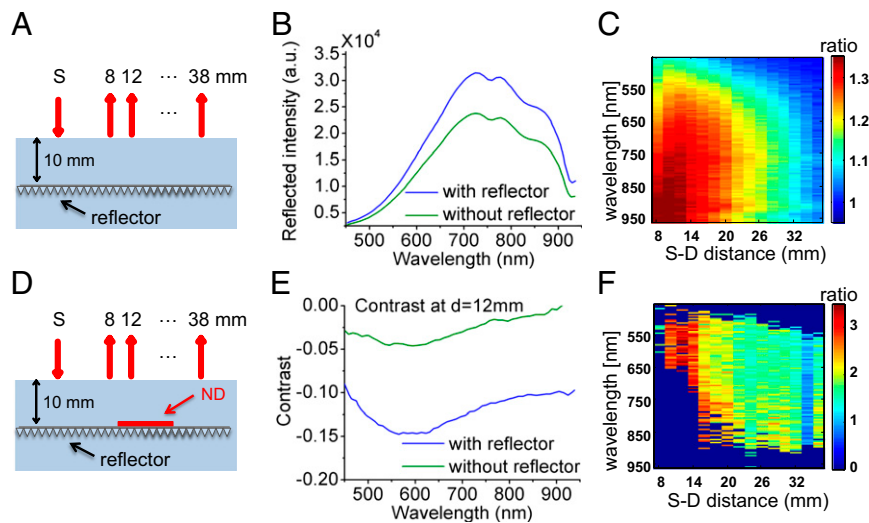 A
S 8 12 ... 38 mm
...
10 mm
reflector
B
X10⁴
Reflected intensity (a.u.)
3.5
3.0
2.5
2.0
1.5
1.0
0.5
with reflector
without reflector
500 600 700 800 900
Wavelength (nm)
C
ratio
wavelength [nm]
550
650
750
850
950
8 14 20 26 32
S-D distance (mm)
1.3
1.2
1.1
1
D
S 8 12 ... 38 mm
...
ND
10 mm
reflector
E
Contrast at d=12mm
Contrast
0.00
-0.05
-0.10
-0.15
-0.20
with reflector
without reflector
500 600 700 800 900
Wavelength (nm)
F
ratio
wavelength [nm]
550
650
750
850
950
8 14 20 26 32
S-D distance (mm)
3
2
1
0